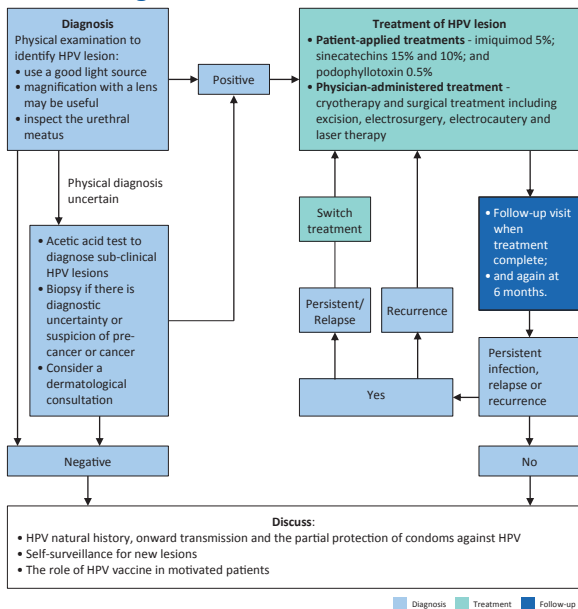 Diagnosis
Physical examination to
identify HPV lesion:
• use a good light source
• magnification with a lens
may be useful
• inspect the urethral
meatus
Positive
Treatment of HPV lesion
• Patient-applied treatments - imiquimod 5%;
sinecatechins 15% and 10%; and
podophyllotoxin 0.5%
• Physician-administered treatment -
cryotherapy and surgical treatment including
excision, electrosurgery, electrocautery and
laser therapy
Physical diagnosis
uncertain
• Acetic acid test to
diagnose sub-clinical
HPV lesions
• Biopsy if there is
diagnostic
uncertainty or
suspicion of pre-
cancer or cancer
• Consider a
dermatological
consultation
Switch
treatment
Persistent/
Relapse
Recurrence
• Follow-up visit
when
treatment
complete;
• and again at
6 months.
Persistent
infection,
relapse or
recurrence
Yes
Negative
No
Discuss:
• HPV natural history, onward transmission and the partial protection of condoms against HPV
• Self-surveillance for new lesions
• The role of HPV vaccine in motivated patients
Diagnosis
Treatment
Follow-up